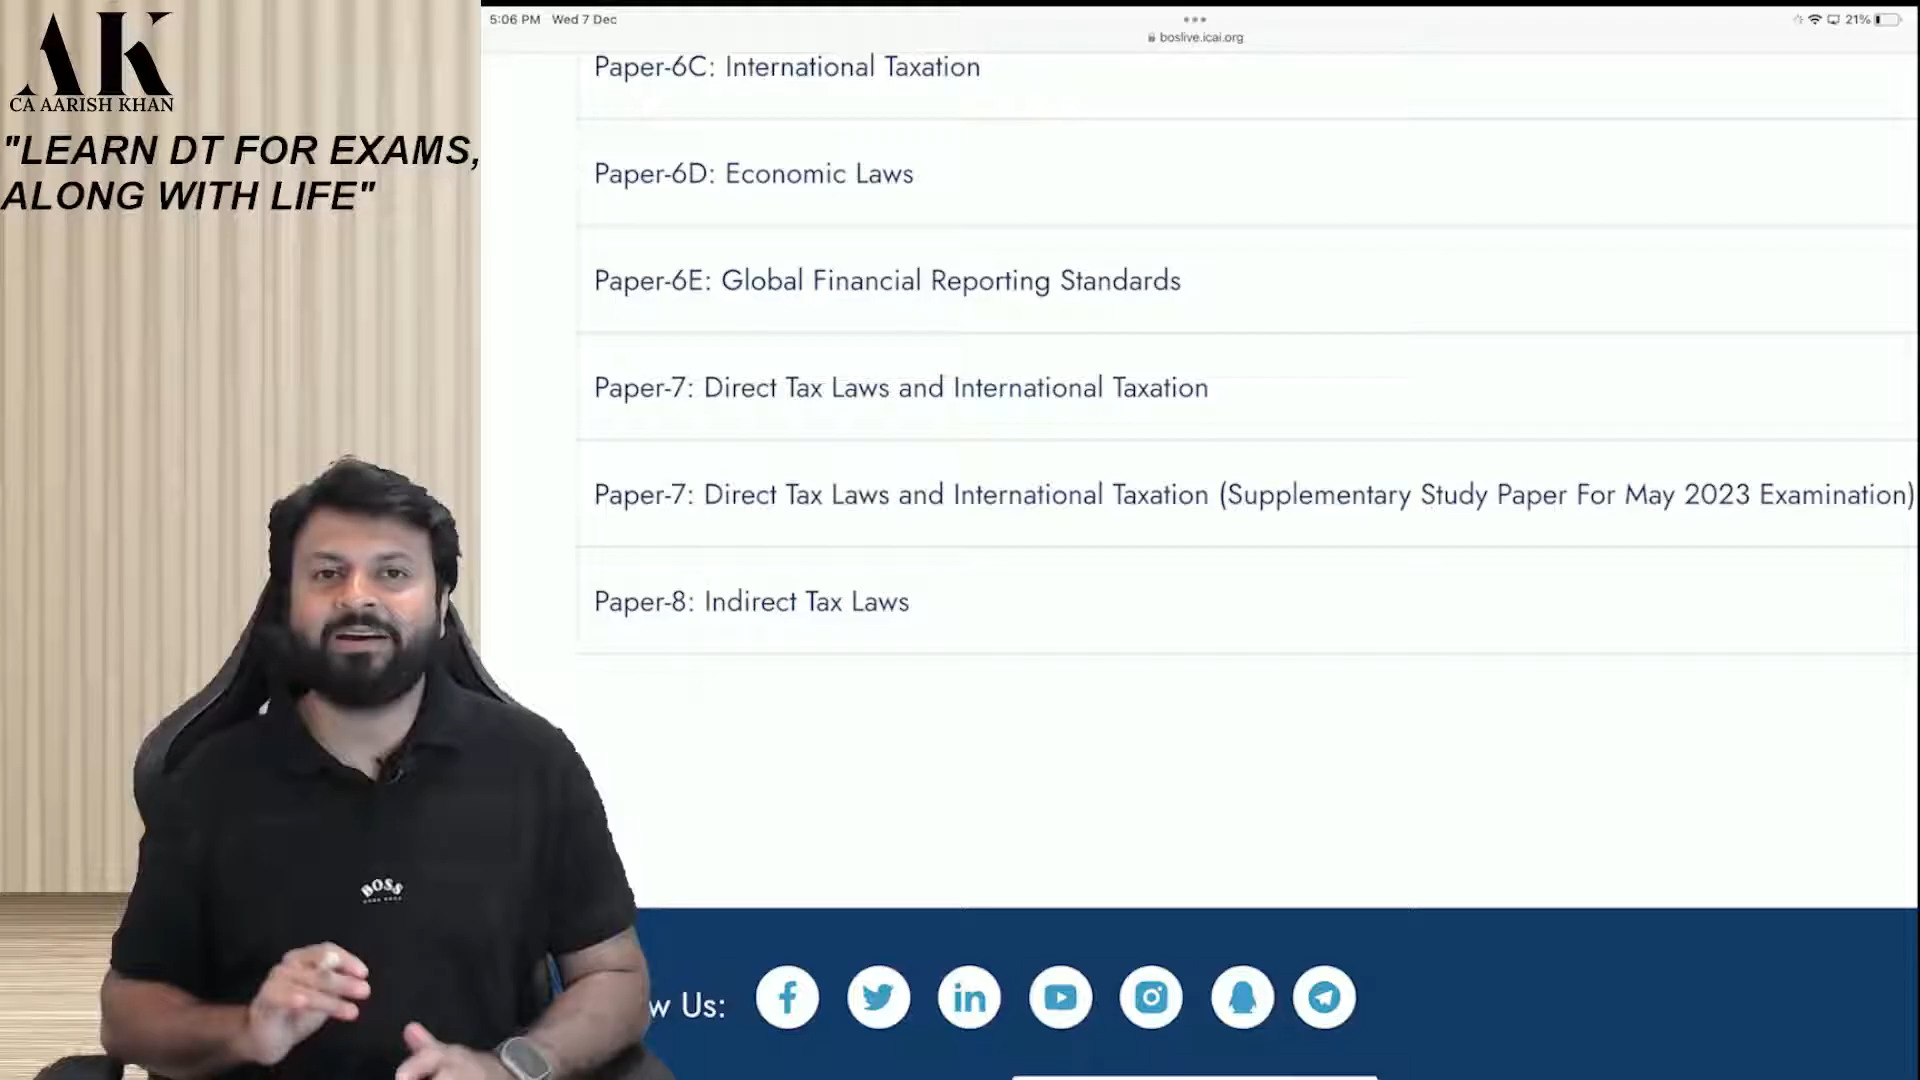 AK
CA AARISH KHAN
"LEARN DT FOR EXAMS,
ALONG WITH LIFE"
5:06 PM Wed 7 Dec
21%
boslive.icai.org
Paper-6C: International Taxation
Paper-6D: Economic Laws
Paper-6E: Global Financial Reporting Standards
Paper-7: Direct Tax Laws and International Taxation
Paper-7: Direct Tax Laws and International Taxation (Supplementary Study Paper For May 2023 Examination)
Paper-8: Indirect Tax Laws
BOSS
w Us: